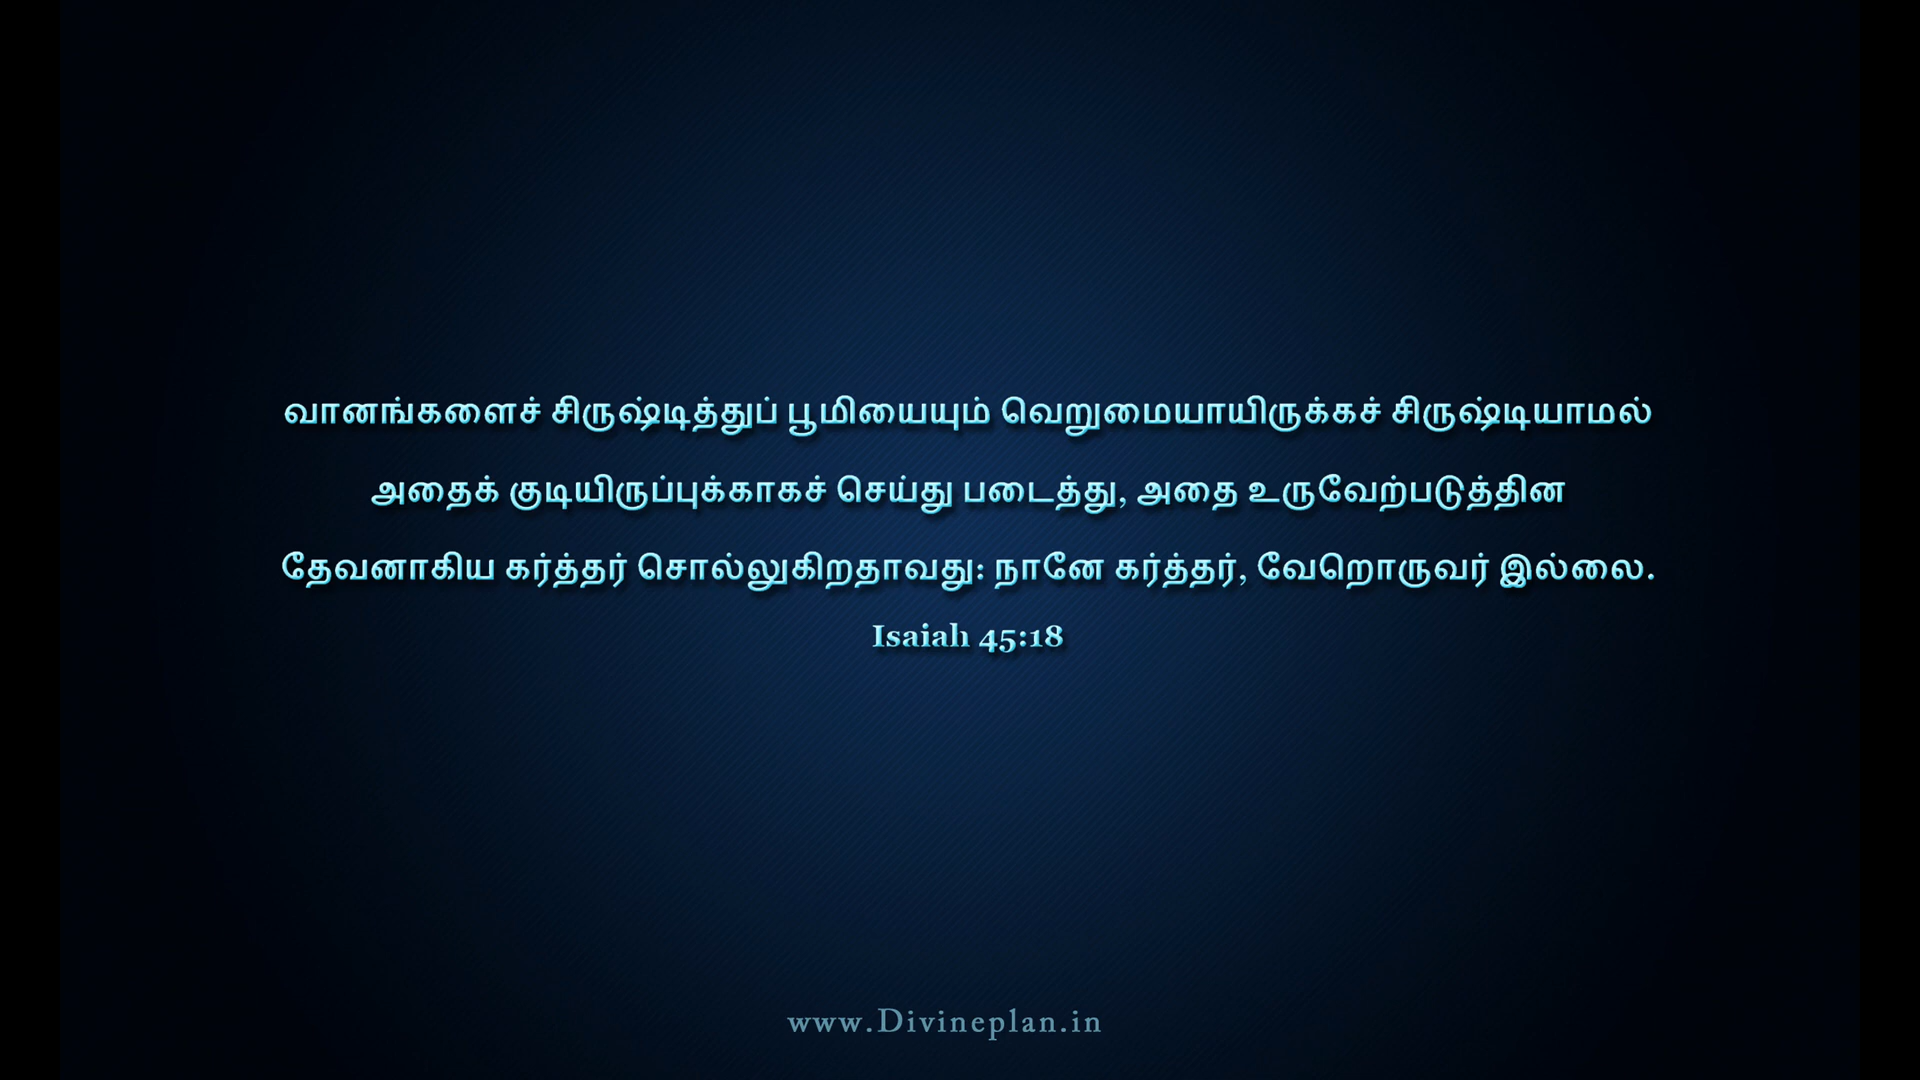 வானங்களைச் சிருஷ்டித்துப் பூமியையும் வெறுமையாயிருக்கச் சிருஷ்டியாமல்
அதைக் குடியிருப்புக்காகச் செய்து படைத்து, அதை உருவேற்படுத்தின
தேவனாகிய கர்த்தர் சொல்லுகிறதாவது: நானே கர்த்தர், வேறொருவர் இல்லை.
Isaiah 45:18
www.Divineplan.in